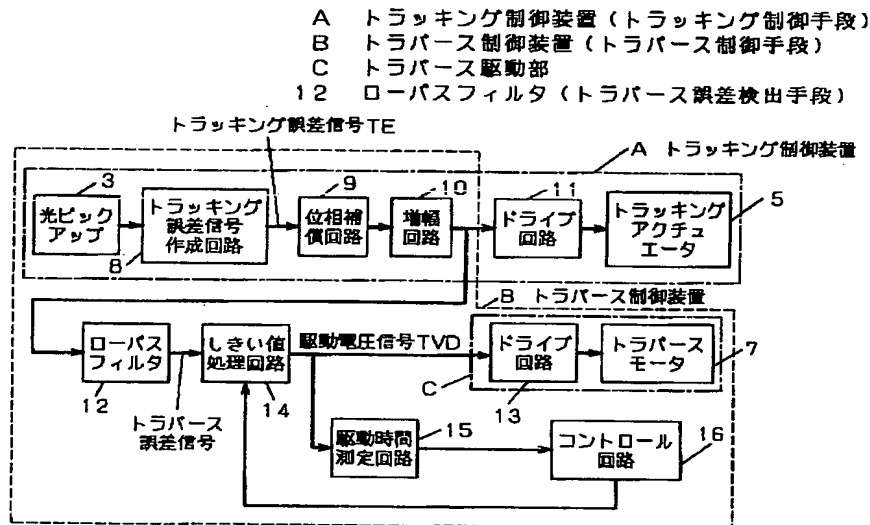 A トラッキング制御装置(トラッキング制御手段)
B トラバース制御装置(トラバース制御手段)
C トラバース駆動部
12 ローパスフィルタ(トラバース誤差検出手段)
トラッキング誤差信号TE
A トラッキング制御装置
3
光ピック
アップ
トラッキング
誤差信号
作成回路
8
9
位相補
償回路
10
増幅
回路
11
ドライブ
回路
トラッキング
アクチュ
エータ
5
B トラバース制御装置
ローパス
フィルタ
12
トラバース
誤差信号
しきい値
処理回路
14
駆動電圧信号TVD
C
ドライブ
回路
13
トラバース
モータ
7
駆動時間
測定回路
15
コントロール
回路
16